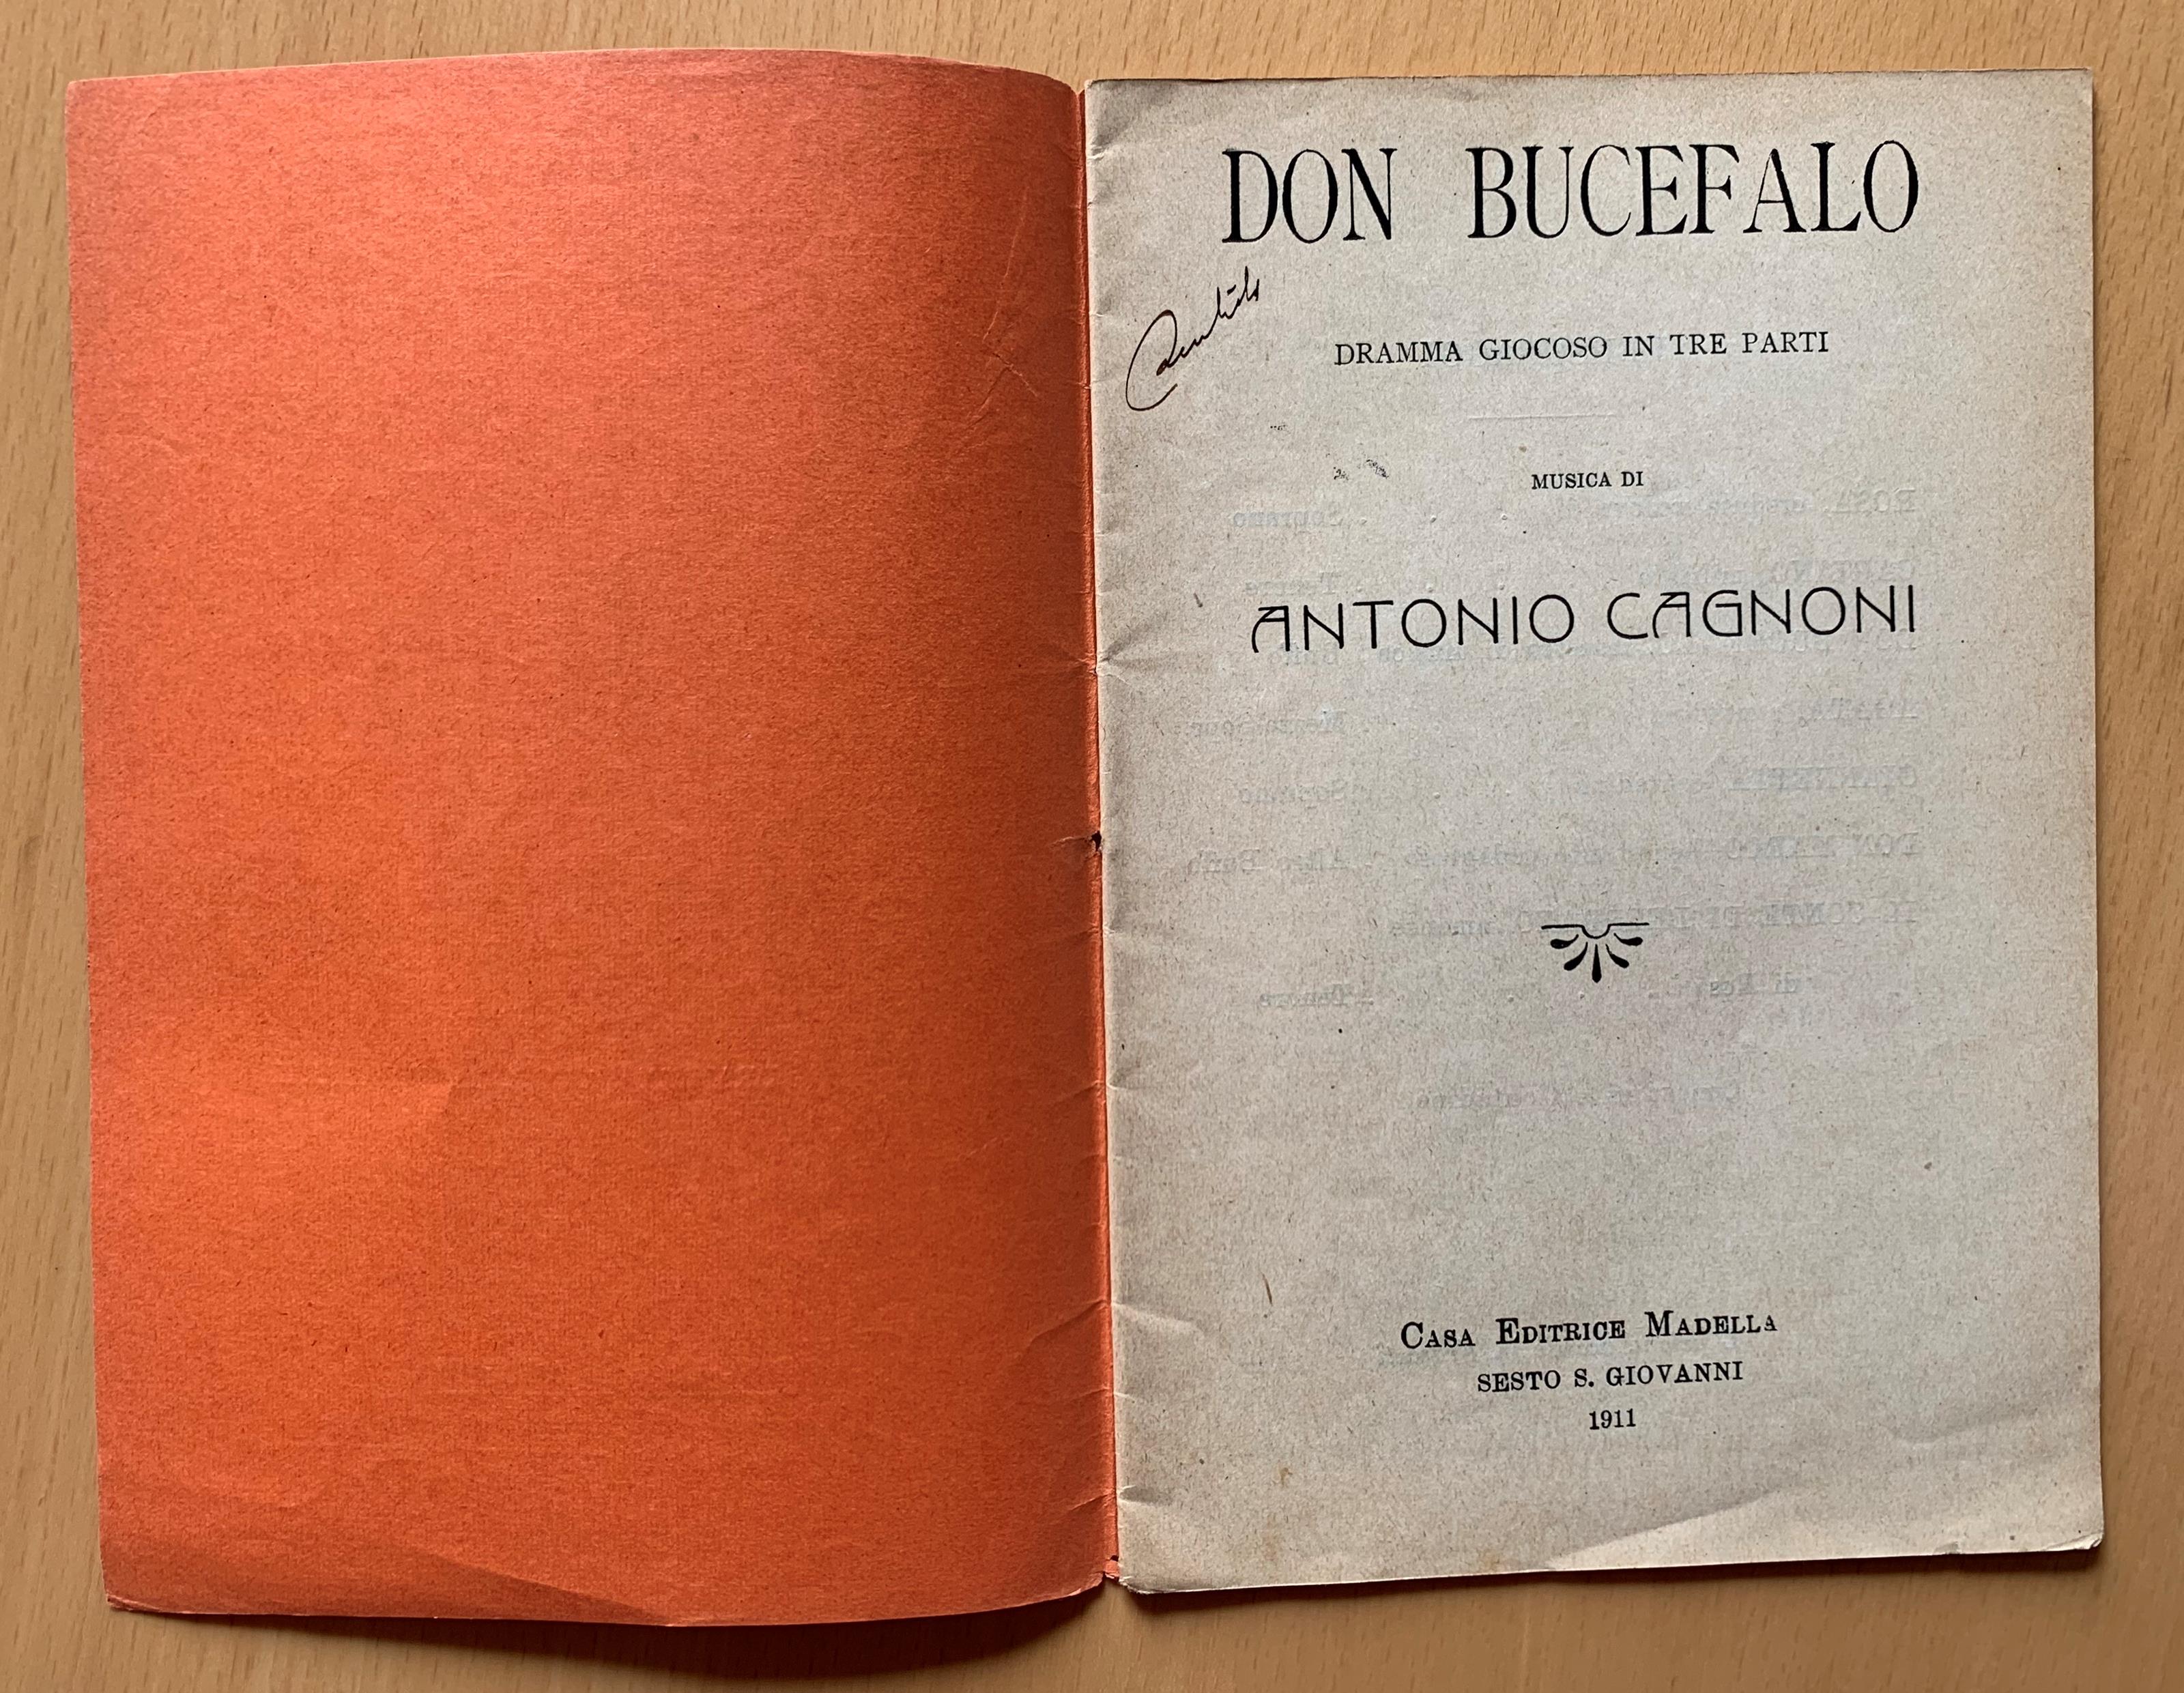 DON BUCEFALO
DRAMMA GIOCOSO IN TRE PARTI
MUSICA DI
ANTONIO CAGNONI
CASA EDITRICE MADELLA
SESTO S. GIOVANNI
1911